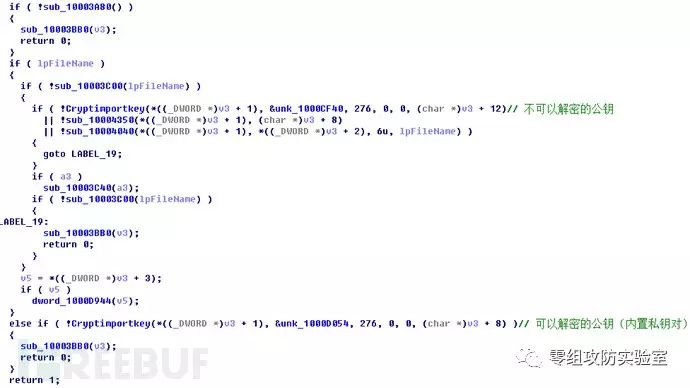 if ( !sub_10003A80() )
{
sub_10003BB0(v3);
return 0;
}
if ( lpFileName )
{
if ( !sub_10003C00(lpFileName) )
{
if ( !Cryptimportkey(*((_DWORD *)v3 + 1), &unk_1000CF40, 276, 0, 0, (char *)v3 + 12)// 不可以解密的公钥
|| !sub_10004350(*((_DWORD *)v3 + 1), (char *)v3 + 8)
|| !sub_10004040(*((_DWORD *)v3 + 1), *((_DWORD *)v3 + 2), 6u, lpFileName) )
{
goto LABEL_19;
}
if ( a3 )
sub_10003C40(a3);
if ( !sub_10003C00(lpFileName) )
{
LABEL_19:
sub_10003BB0(v3);
return 0;
}
}
v5 = *((_DWORD *)v3 + 3);
if ( v5 )
dword_1000D944(v5);
}
else if ( !Cryptimportkey(*((_DWORD *)v3 + 1), &unk_1000D054, 276, 0, 0, (char *)v3 + 8) )// 可以解密的公钥（内置私钥对）
{
sub_10003BB0(v3);
return 0;
}
return 1;
REEBUF
零组攻防实验室